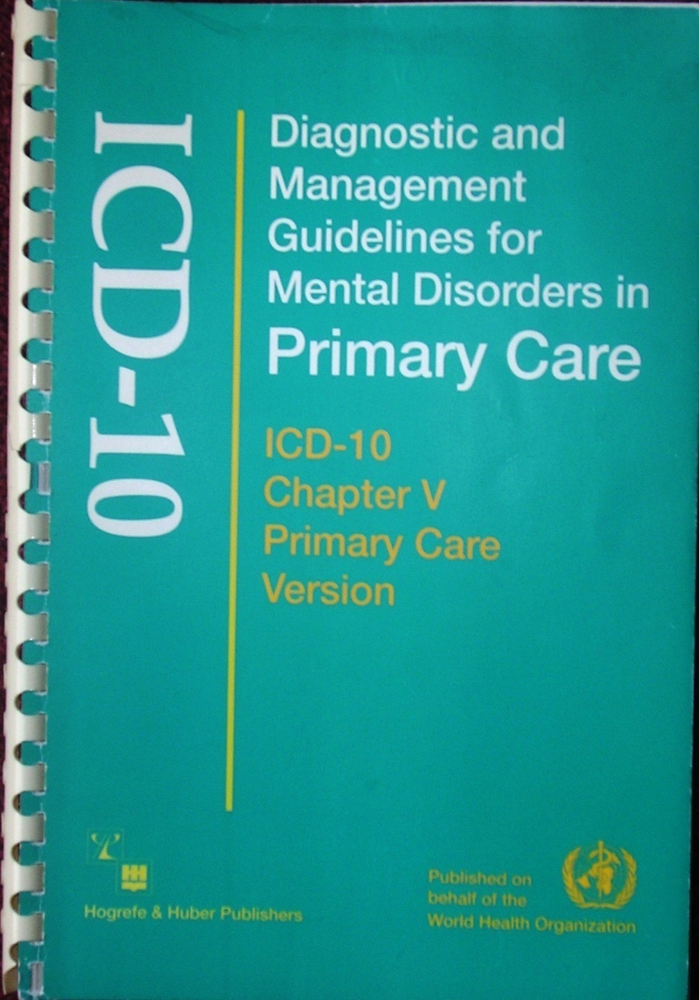 ICD-10
Diagnostic and
Management
Guidelines for
Mental Disorders in
Primary Care
ICD-10
Chapter V
Primary Care
Version
Hogrefe & Huber Publishers
Published on
behalf of the
World Health Organization